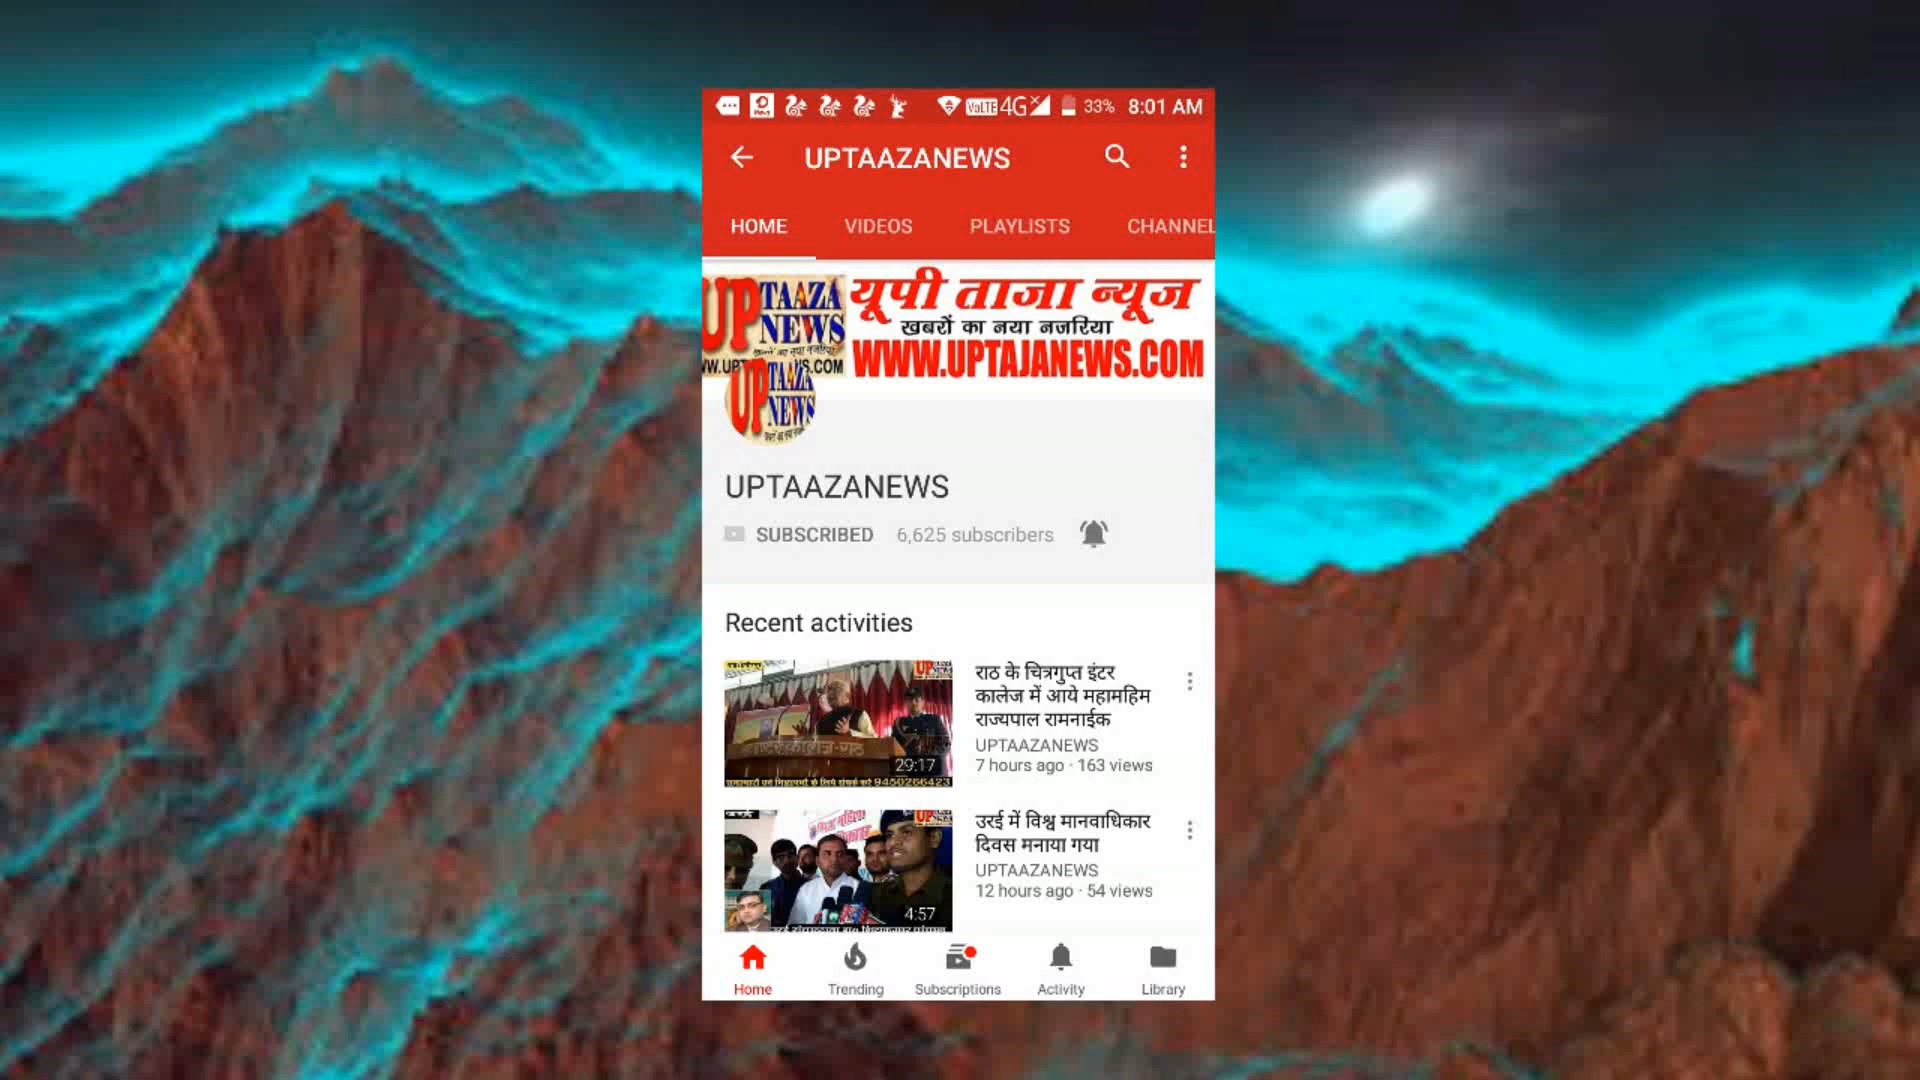 VoLTE 4G 33% 8:01 AM
UPTAAZANEWS
HOME VIDEOS PLAYLISTS CHANNEL
UP TAAZA NEWS
यूपी ताजा न्यूज
खबरों का नया नजरिया
WWW.UPTAJANEWS.COM
UP TAAZA NEWS
UPTAAZANEWS
SUBSCRIBED 6,625 subscribers
Recent activities
राठ के चित्रगुप्त इंटर
कालेज में आये महामहिम
राज्यपाल रामनाईक
UPTAAZANEWS
7 hours ago · 163 views
29:17
उरई में विश्व मानवाधिकार
दिवस मनाया गया
UPTAAZANEWS
12 hours ago · 54 views
4:57
Home Trending Subscriptions Activity Library